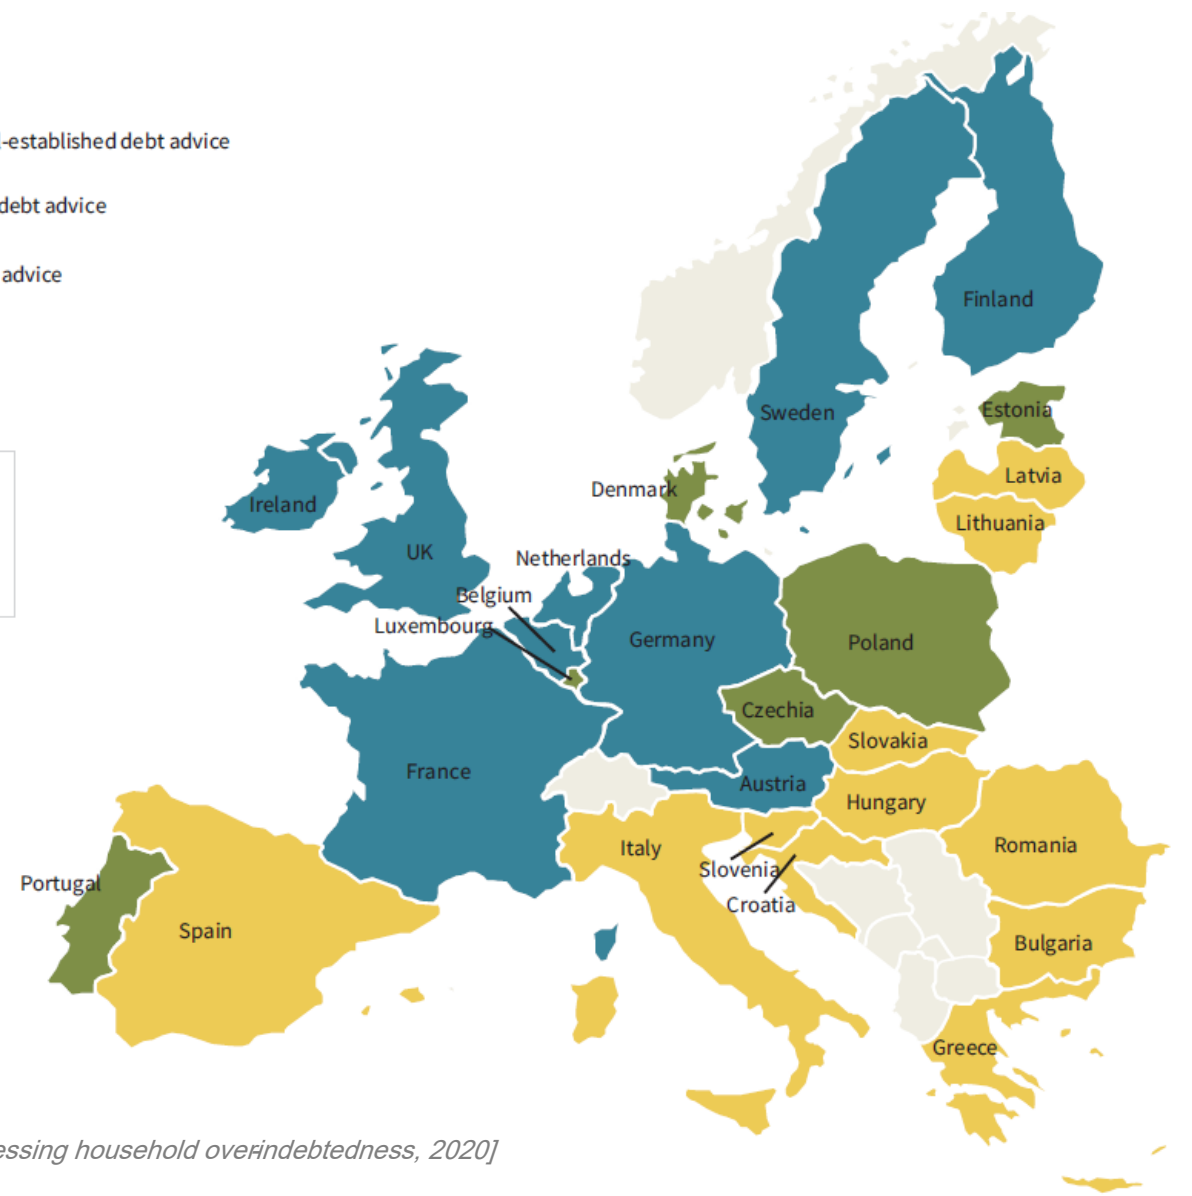 -established debt advice
debt advice
advice
Finland
Sweden
Estonia
Latvia
Denmark
Ireland
Lithuania
UK
Netherlands
Belgium
Luxembourg
Germany
Poland
Czechia
Slovakia
France
Austria
Hungary
Italy
Romania
Slovenia
Portugal
Croatia
Spain
Bulgaria
Greece
essing household over-indebtedness, 2020]